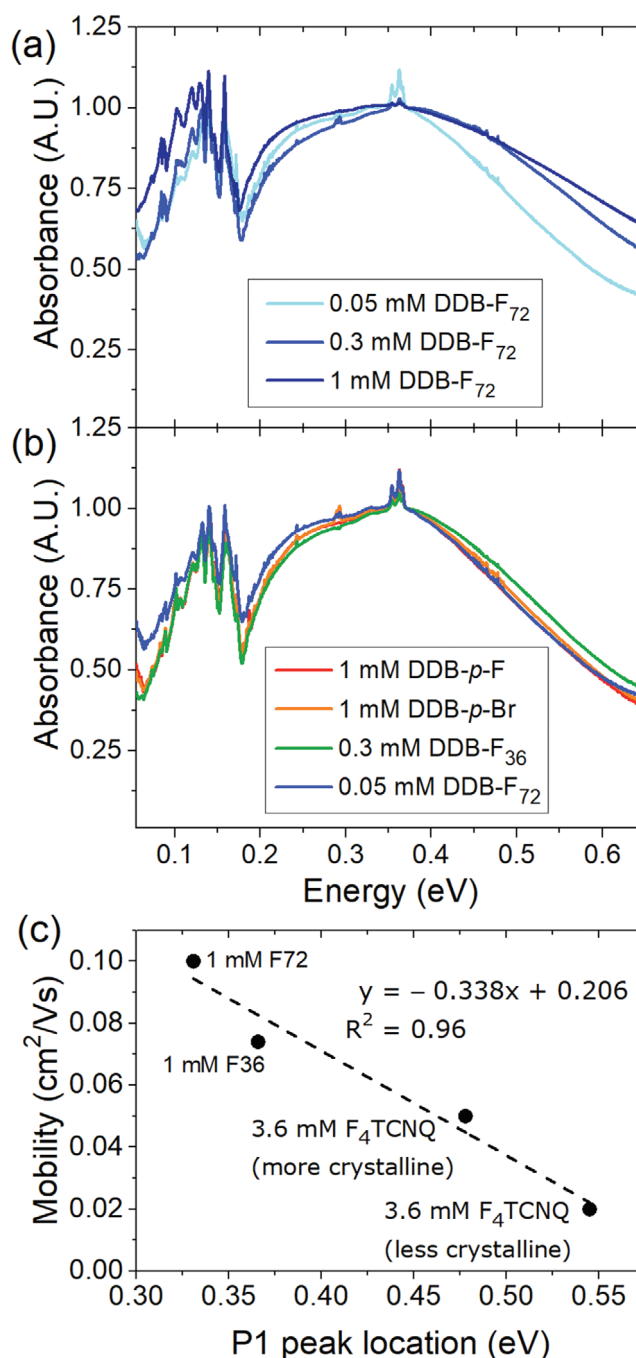 (a)
1.25
1.00
0.75
0.50
0.25
Absorbance (A.U.)
0.05 mM DDB-F₇₂
0.3 mM DDB-F₇₂
1 mM DDB-F₇₂
(b)
1.25
1.00
0.75
0.50
0.25
Absorbance (A.U.)
1 mM DDB-p-F
1 mM DDB-p-Br
0.3 mM DDB-F₃₆
0.05 mM DDB-F₇₂
0.1 0.2 0.3 0.4 0.5 0.6
Energy (eV)
(c)
0.10
0.08
0.06
0.04
0.02
0.00
Mobility (cm²/Vs)
1 mM F72
y = − 0.338x + 0.206
R² = 0.96
1 mM F36
3.6 mM F₄TCNQ
(more crystalline)
3.6 mM F₄TCNQ
(less crystalline)
0.30 0.35 0.40 0.45 0.50 0.55
P1 peak location (eV)